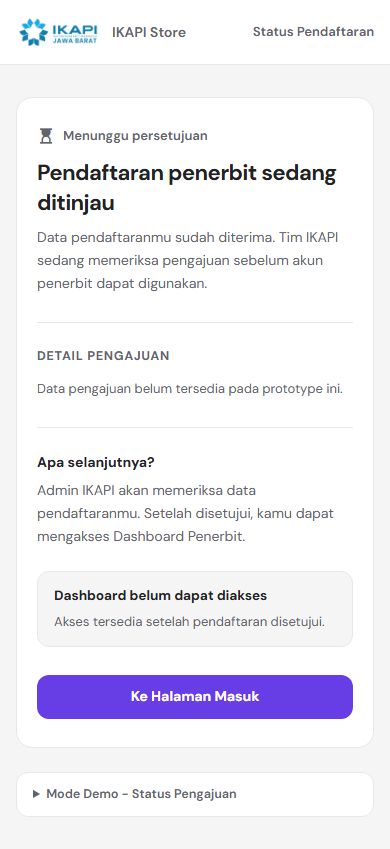 IKAPI
JAWA BARAT
IKAPI Store
Status Pendaftaran
Menunggu persetujuan
Pendaftaran penerbit sedang
ditinjau
Data pendaftaranmu sudah diterima. Tim IKAPI
sedang memeriksa pengajuan sebelum akun
penerbit dapat digunakan.
DETAIL PENGAJUAN
Data pengajuan belum tersedia pada prototype ini.
Apa selanjutnya?
Admin IKAPI akan memeriksa data
pendaftaranmu. Setelah disetujui, kamu dapat
mengakses Dashboard Penerbit.
Dashboard belum dapat diakses
Akses tersedia setelah pendaftaran disetujui.
Ke Halaman Masuk
Mode Demo - Status Pengajuan